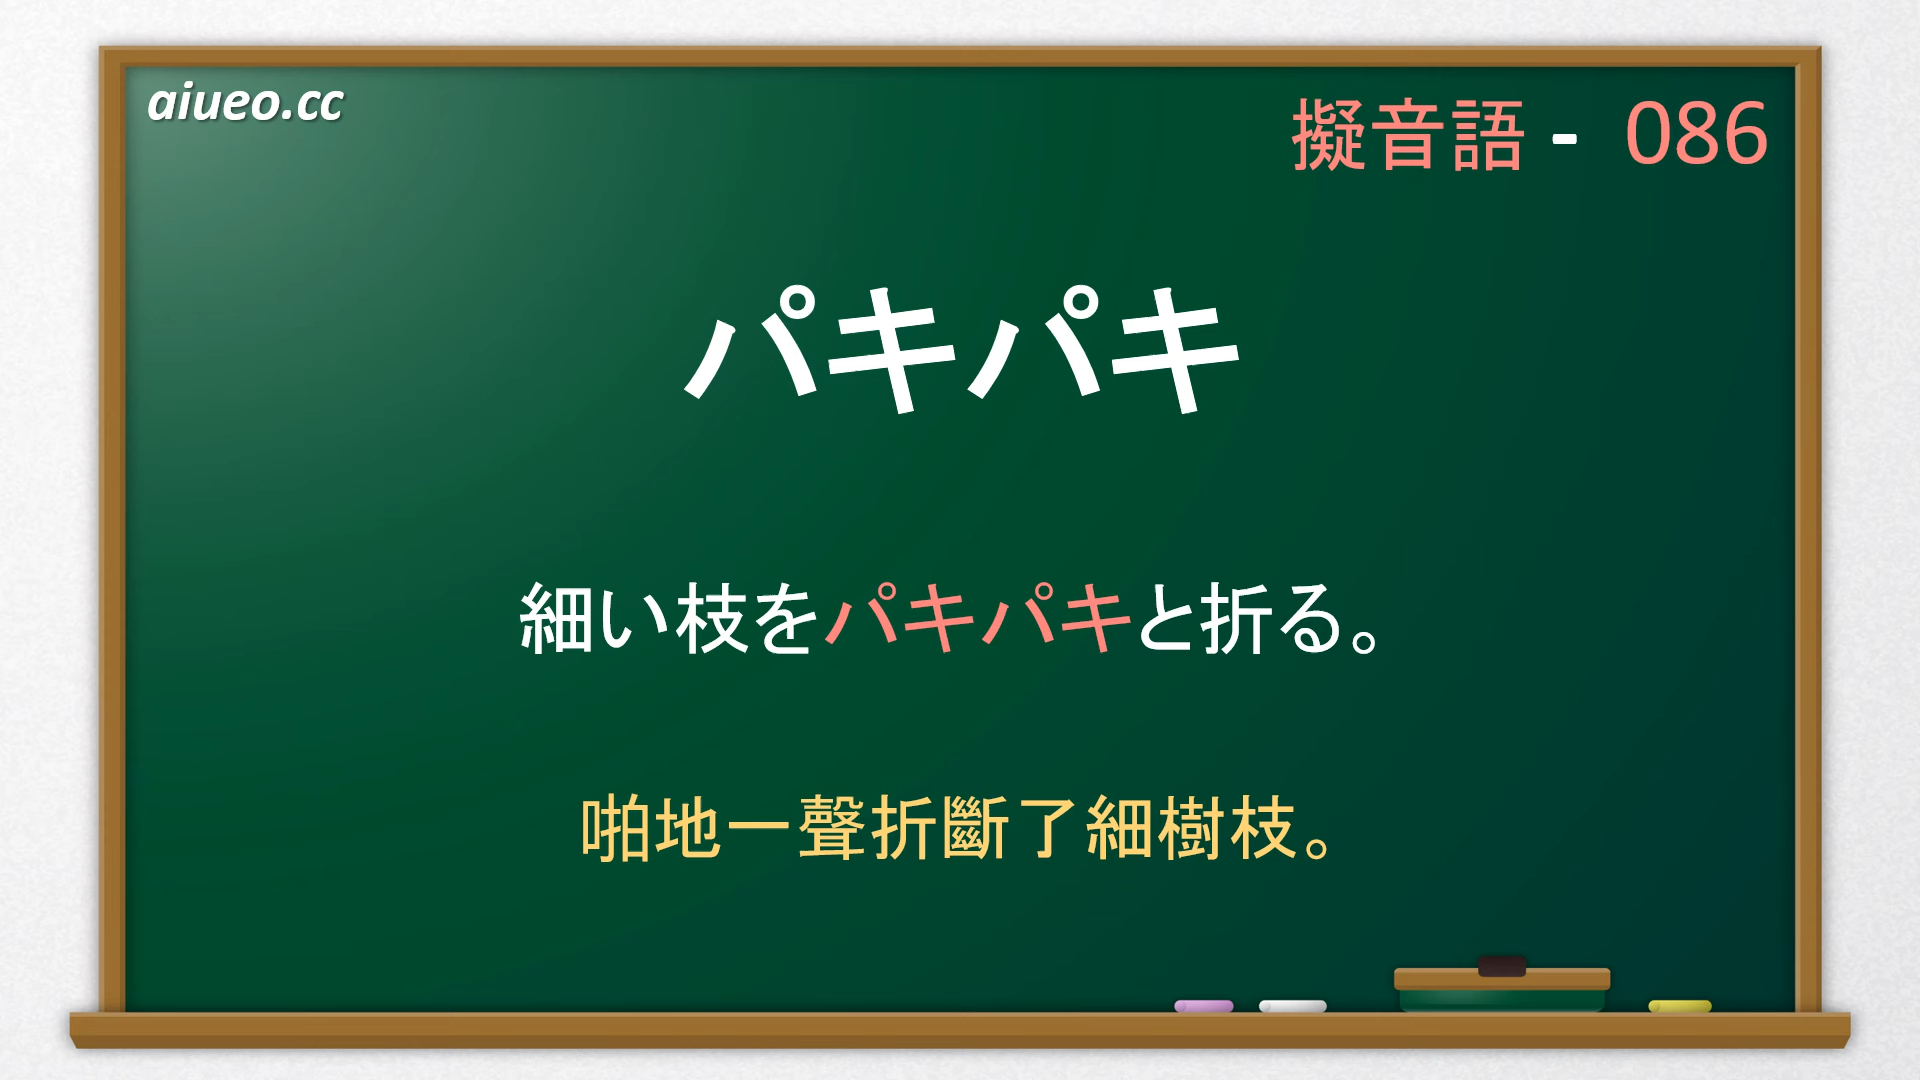 aiueo.cc
擬音語 - 086
パキパキ
細い枝をパキパキと折る。
啪地一聲折斷了細樹枝。